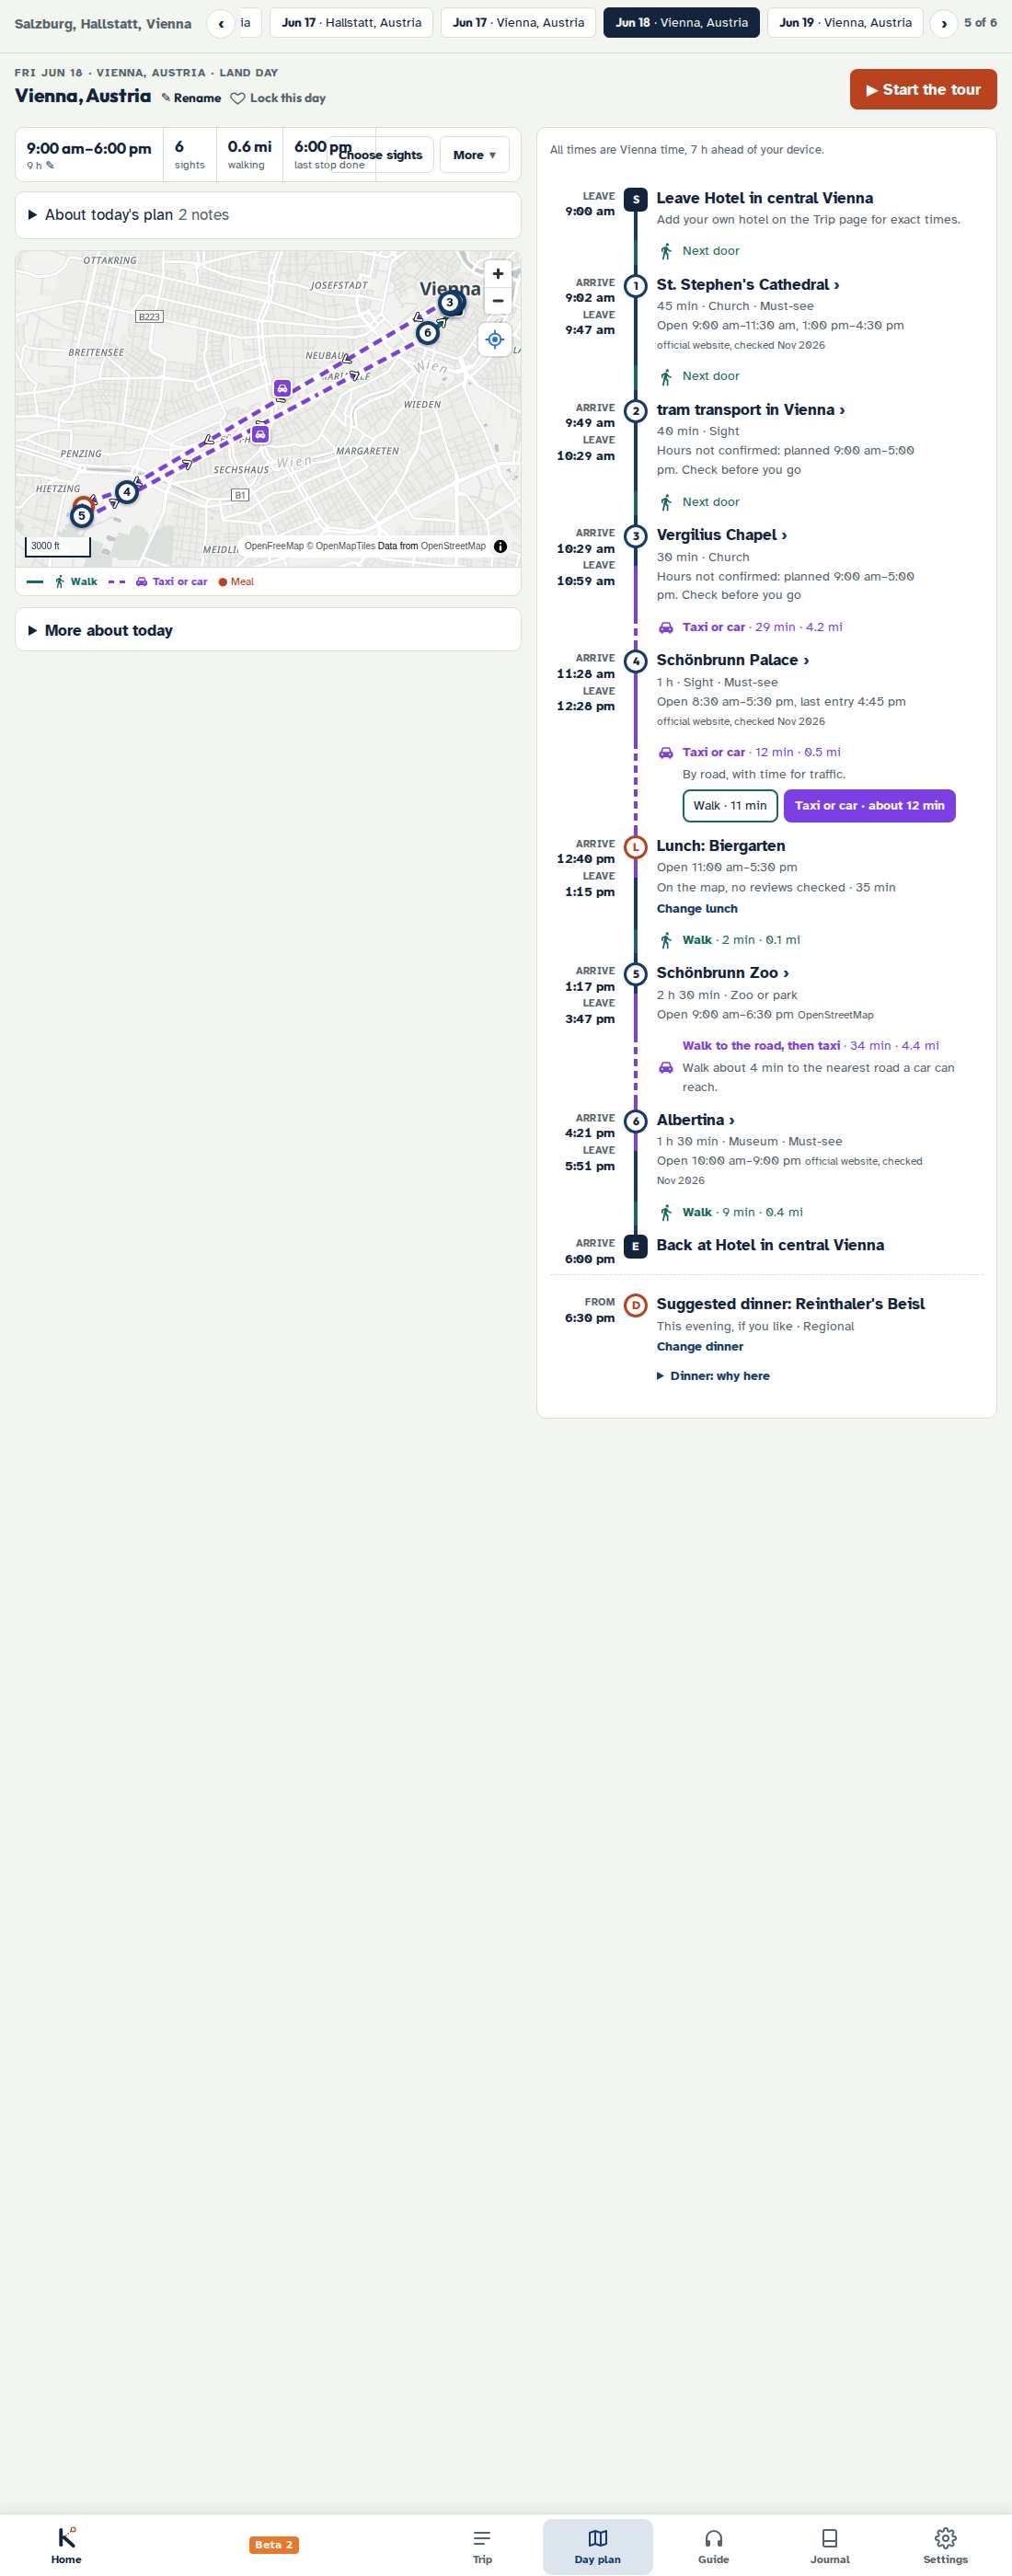 Salzburg, Hallstatt, Vienna
‹
ia
Jun 17 · Hallstatt, Austria
Jun 17 · Vienna, Austria
Jun 18 · Vienna, Austria
Jun 19 · Vienna, Austria
›
5 of 6
FRI JUN 18 · VIENNA, AUSTRIA · LAND DAY
Vienna, Austria
✎ Rename
Lock this day
▶ Start the tour
9:00 am–6:00 pm
9 h ✎
6
sights
0.6 mi
walking
6:00 pm
last stop done
Choose sights
More ▾
▶ About today's plan 2 notes
OTTAKRING
JOSEFSTADT
Vienna
B223
BREITENSEE
NEUBAU
Wien
WIEDEN
PENZING
MARGARETEN
SECHSHAUS
Wien
HIETZING
B1
3
6
4
5
+
−
3000 ft
OpenFreeMap © OpenMapTiles Data from OpenStreetMap
Walk
Taxi or car
Meal
▶ More about today
All times are Vienna time, 7 h ahead of your device.
LEAVE
9:00 am
S
Leave Hotel in central Vienna
Add your own hotel on the Trip page for exact times.
Next door
ARRIVE
9:02 am
LEAVE
9:47 am
1
St. Stephen's Cathedral ›
45 min · Church · Must-see
Open 9:00 am–11:30 am, 1:00 pm–4:30 pm
official website, checked Nov 2026
Next door
ARRIVE
9:49 am
LEAVE
10:29 am
2
tram transport in Vienna ›
40 min · Sight
Hours not confirmed: planned 9:00 am–5:00
pm. Check before you go
Next door
ARRIVE
10:29 am
LEAVE
10:59 am
3
Vergilius Chapel ›
30 min · Church
Hours not confirmed: planned 9:00 am–5:00
pm. Check before you go
Taxi or car · 29 min · 4.2 mi
ARRIVE
11:28 am
LEAVE
12:28 pm
4
Schönbrunn Palace ›
1 h · Sight · Must-see
Open 8:30 am–5:30 pm, last entry 4:45 pm
official website, checked Nov 2026
Taxi or car · 12 min · 0.5 mi
By road, with time for traffic.
Walk · 11 min
Taxi or car · about 12 min
ARRIVE
12:40 pm
LEAVE
1:15 pm
L
Lunch: Biergarten
Open 11:00 am–5:30 pm
On the map, no reviews checked · 35 min
Change lunch
Walk · 2 min · 0.1 mi
ARRIVE
1:17 pm
LEAVE
3:47 pm
5
Schönbrunn Zoo ›
2 h 30 min · Zoo or park
Open 9:00 am–6:30 pm OpenStreetMap
Walk to the road, then taxi · 34 min · 4.4 mi
Walk about 4 min to the nearest road a car can
reach.
ARRIVE
4:21 pm
LEAVE
5:51 pm
6
Albertina ›
1 h 30 min · Museum · Must-see
Open 10:00 am–9:00 pm official website, checked
Nov 2026
Walk · 9 min · 0.4 mi
ARRIVE
6:00 pm
E
Back at Hotel in central Vienna
FROM
6:30 pm
D
Suggested dinner: Reinthaler's Beisl
This evening, if you like · Regional
Change dinner
▶ Dinner: why here
Home
Beta 2
Trip
Day plan
Guide
Journal
Settings